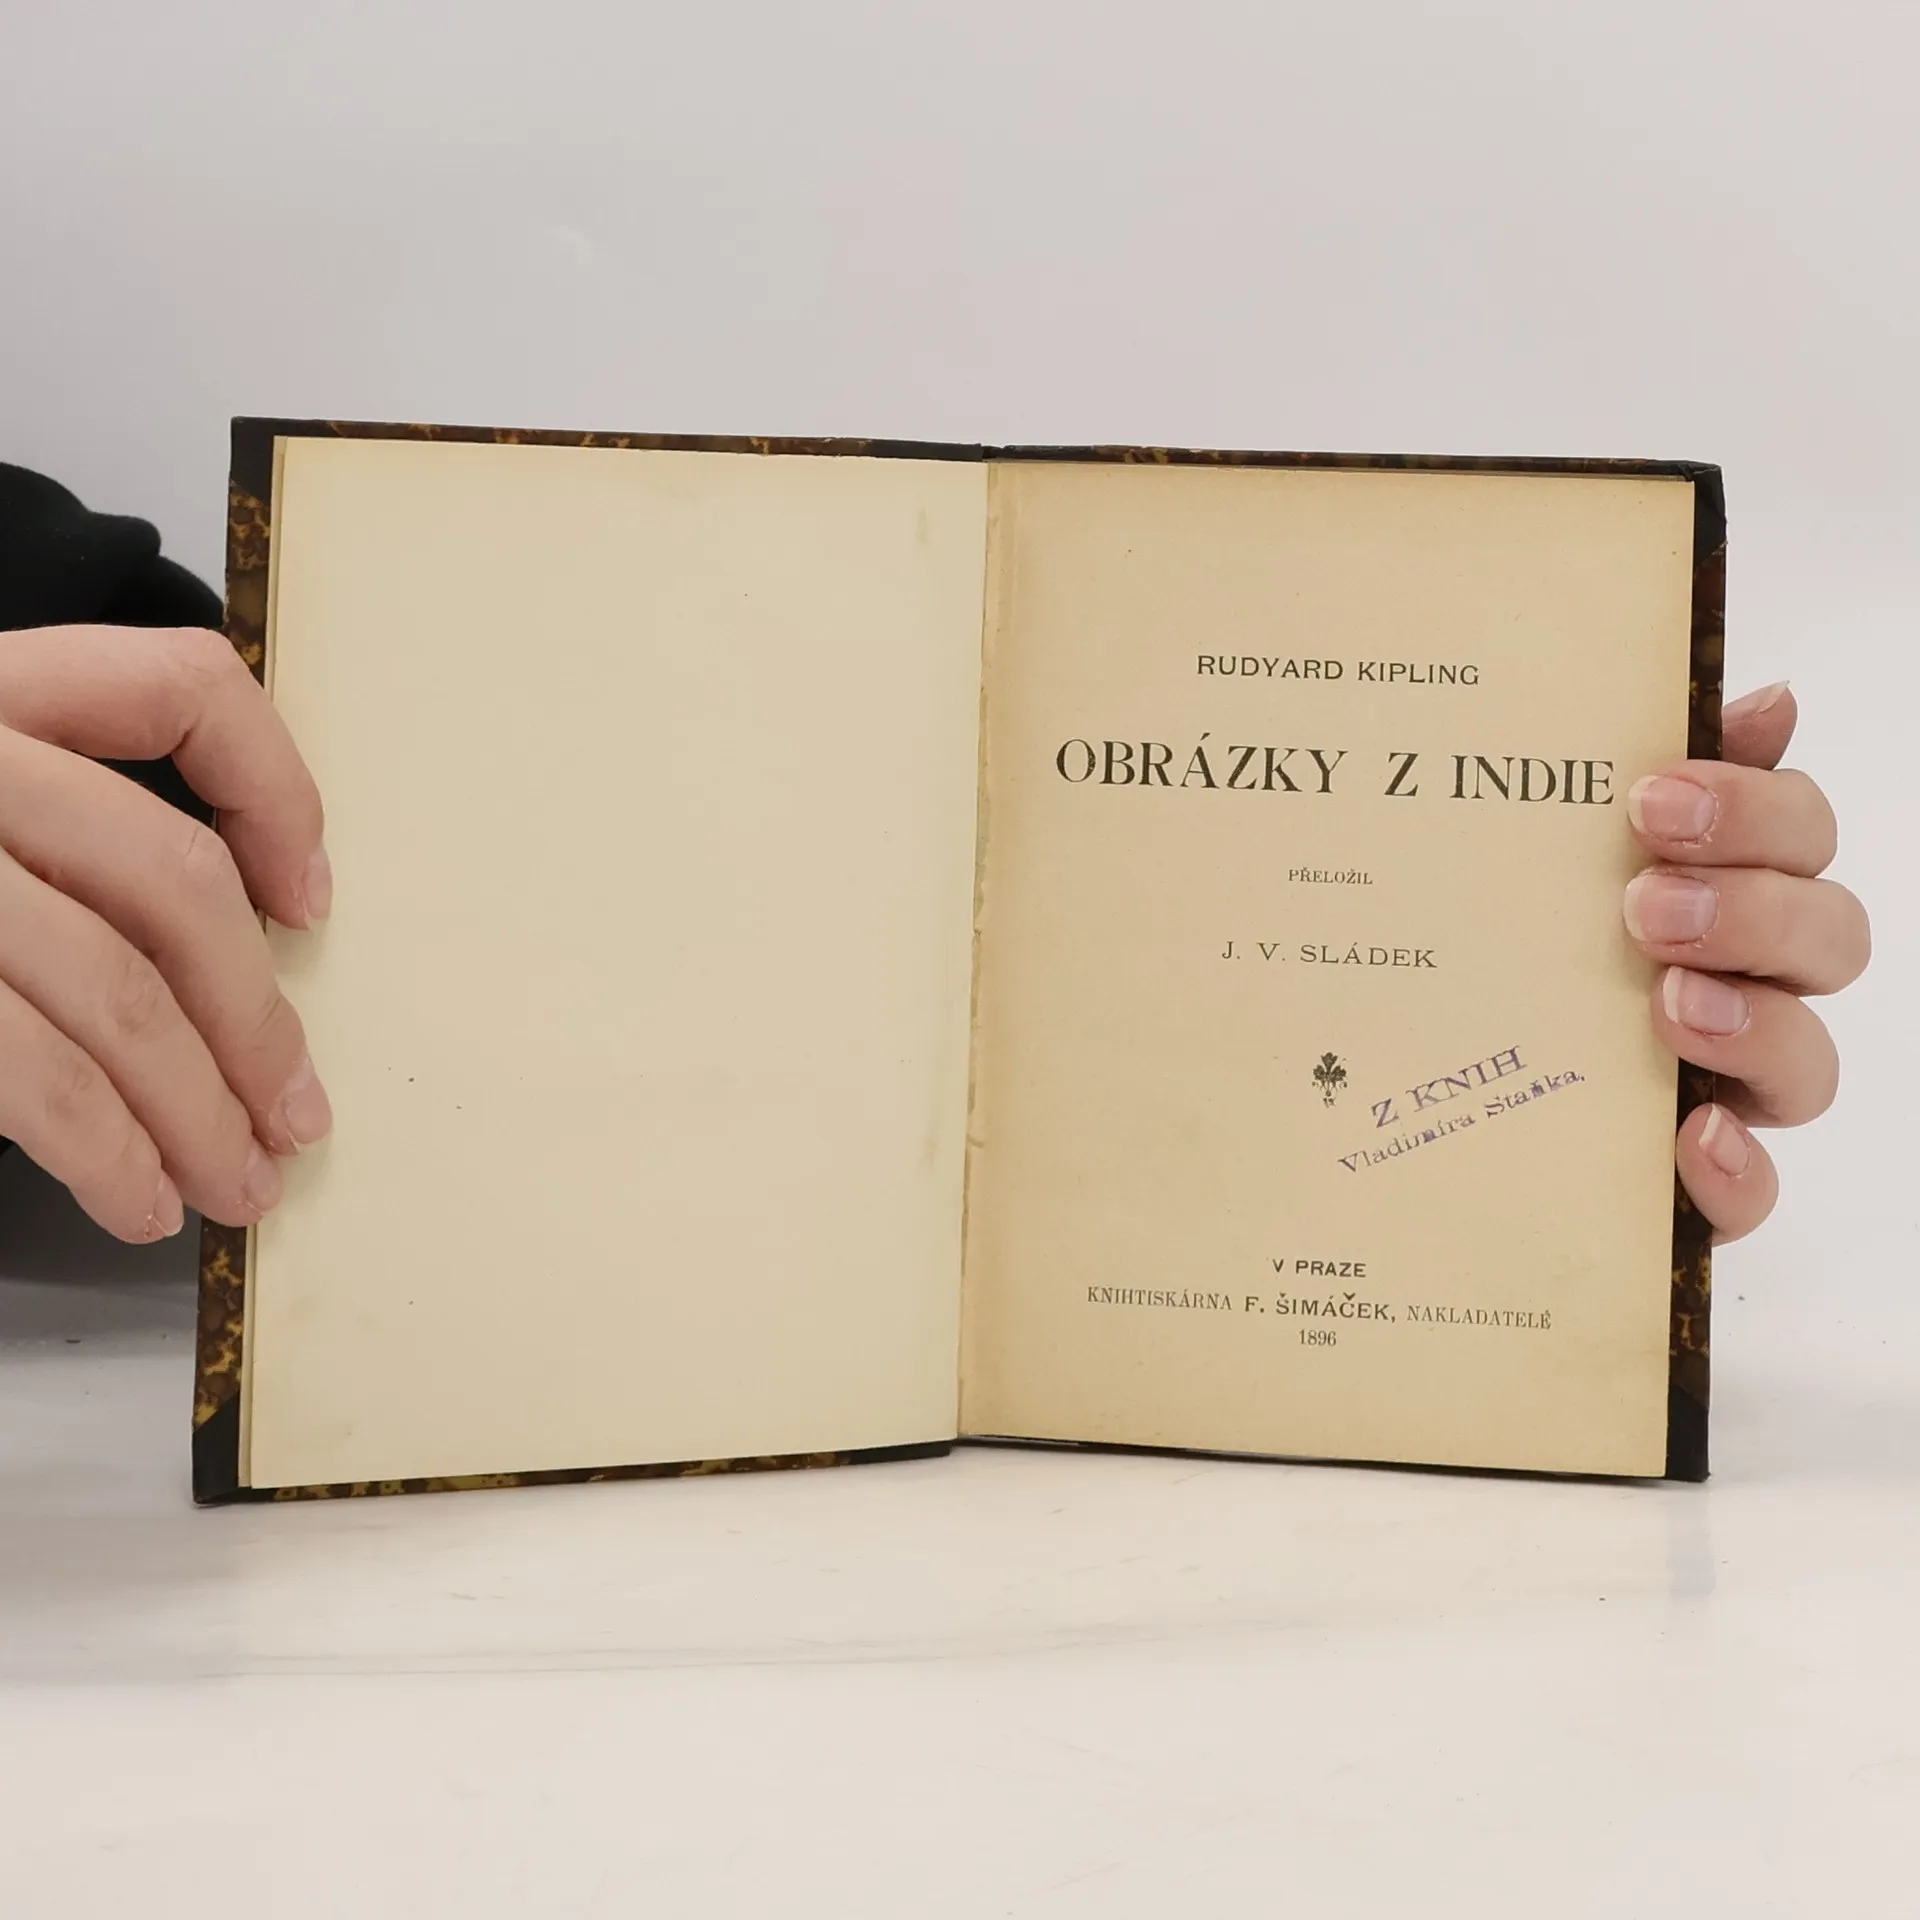 RUDYARD KIPLING
OBRÁZKY Z INDIE
PŘELOŽIL
J. V. SLÁDEK
Z KNIH
Vladimíra Staňka.
V PRAZE
KNIHTISKÁRNA F. ŠIMÁČEK, NAKLADATELÉ
1896